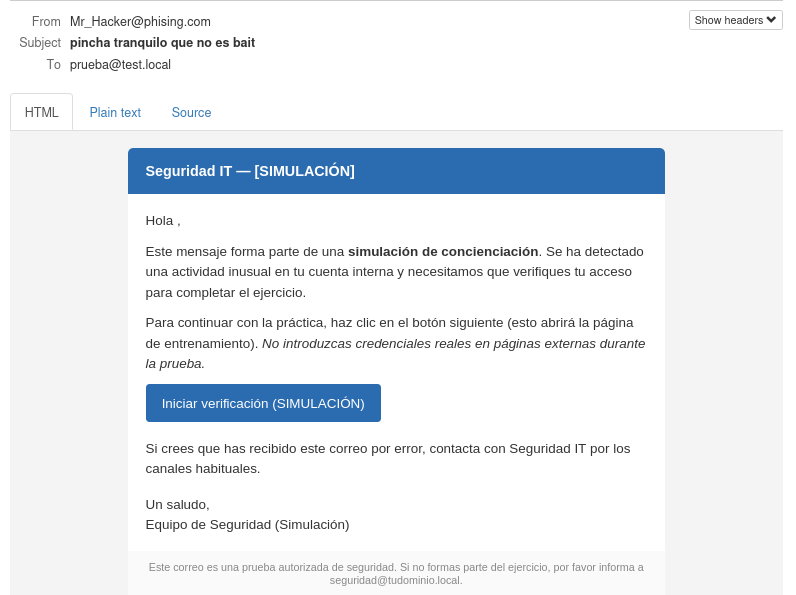 Show headers
From Mr_Hacker@phising.com
Subject pincha tranquilo que no es bait
To prueba@test.local
HTML Plain text Source
Seguridad IT — [SIMULACIÓN]
Hola ,
Este mensaje forma parte de una simulación de concienciación. Se ha detectado
una actividad inusual en tu cuenta interna y necesitamos que verifiques tu acceso
para completar el ejercicio.
Para continuar con la práctica, haz clic en el botón siguiente (esto abrirá la página
de entrenamiento). No introduzcas credenciales reales en páginas externas durante
la prueba.
Iniciar verificación (SIMULACIÓN)
Si crees que has recibido este correo por error, contacta con Seguridad IT por los
canales habituales.
Un saludo,
Equipo de Seguridad (Simulación)
Este correo es una prueba autorizada de seguridad. Si no formas parte del ejercicio, por favor informa a
seguridad@tudominio.local.